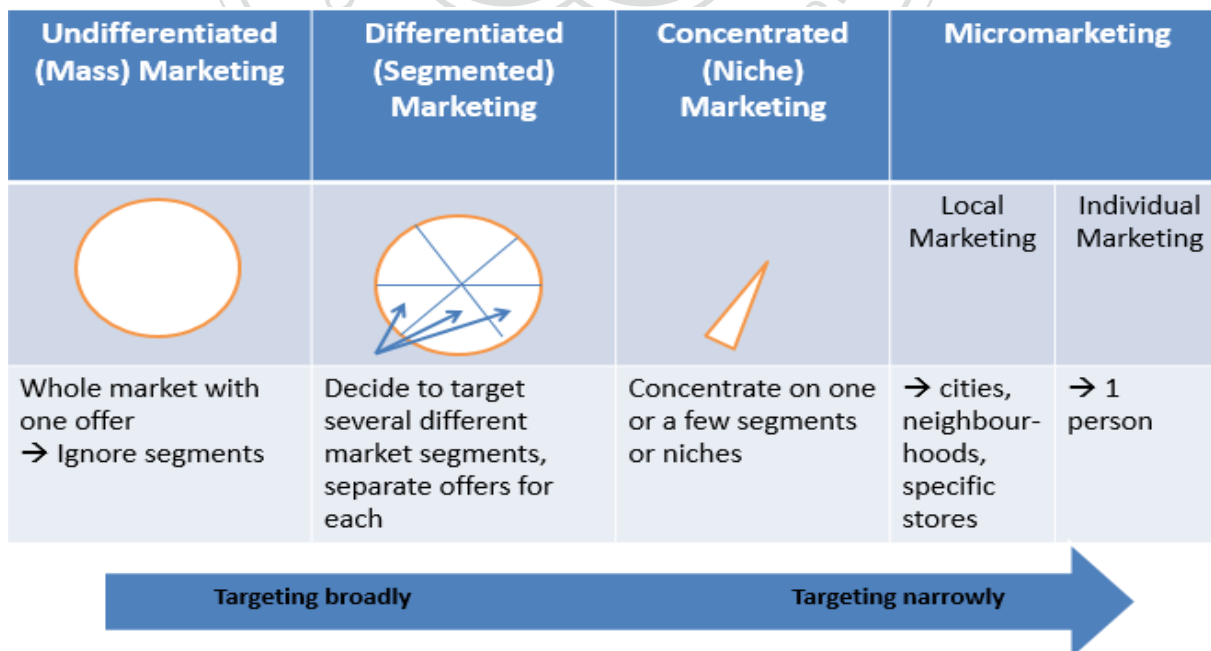 Undifferentiated
(Mass) Marketing
Differentiated
(Segmented)
Marketing
Concentrated
(Niche)
Marketing
Micromarketing
Local
Marketing
Individual
Marketing
Whole market with
one offer
→ Ignore segments
Decide to target
several different
market segments,
separate offers for
each
Concentrate on one
or a few segments
or niches
→ cities,
neighbour-
hoods,
specific
stores
→ 1
person
Targeting broadly
Targeting narrowly